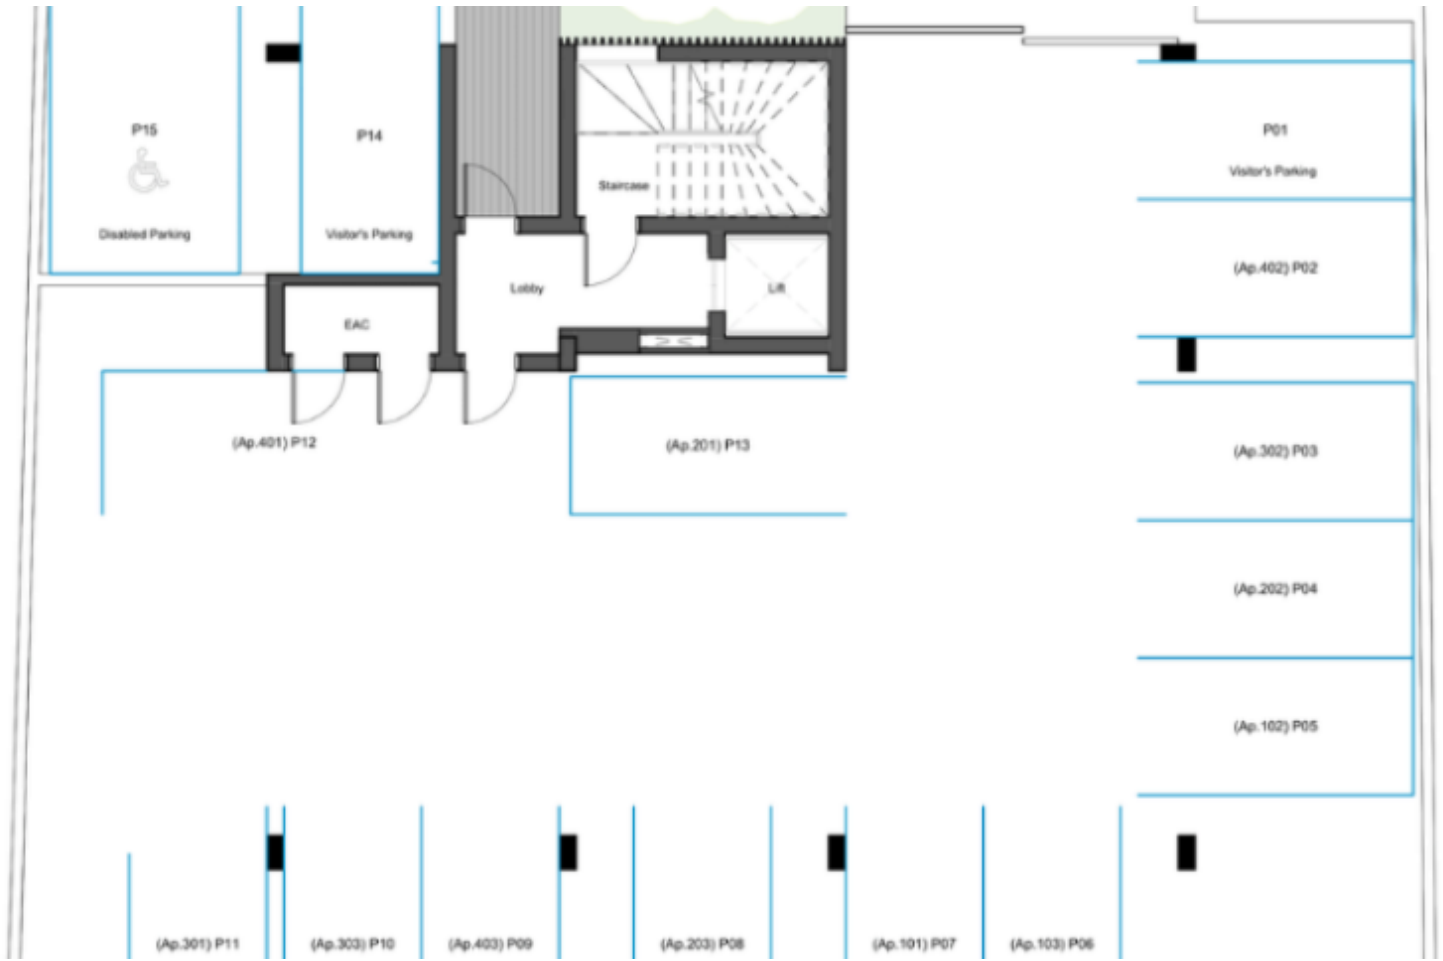 P15
Disabled Parking
P14
Visitor's Parking
Staircase
Lobby
Lift
EAC
P01
Visitor's Parking
(Ap.402) P02
(Ap.401) P12
(Ap.201) P13
(Ap.302) P03
(Ap.202) P04
(Ap.102) P05
(Ap.301) P11
(Ap.303) P10
(Ap.403) P09
(Ap.203) P08
(Ap.101) P07
(Ap.103) P06